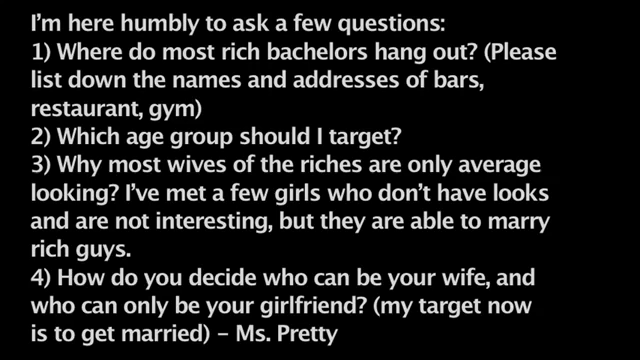 I'm here humbly to ask a few questions:
1) Where do most rich bachelors hang out? (Please
list down the names and addresses of bars,
restaurant, gym)
2) Which age group should I target?
3) Why most wives of the riches are only average
looking? I've met a few girls who don't have looks
and are not interesting, but they are able to marry
rich guys.
4) How do you decide who can be your wife, and
who can only be your girlfriend? (my target now
is to get married) – Ms. Pretty